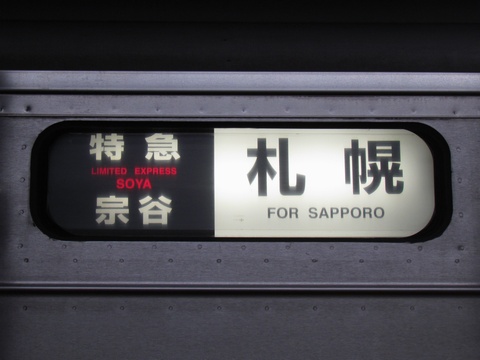 特急
LIMITED EXPRESS
SOYA
宗谷
札幌
FOR SAPPORO